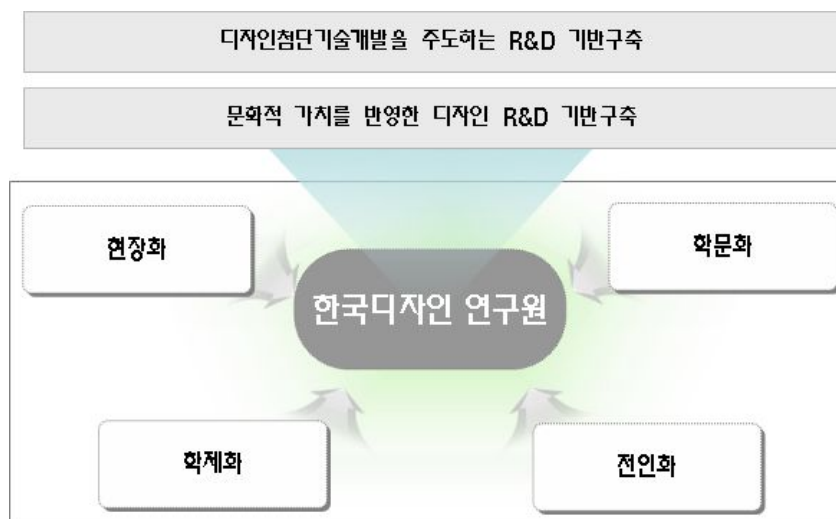 디자인첨단기술개발을 주도하는 R&D 기반구축
문화적 가치를 반영한 디자인 R&D 기반구축
현장화
학문화
한국디자인 연구원
학제화
전인화